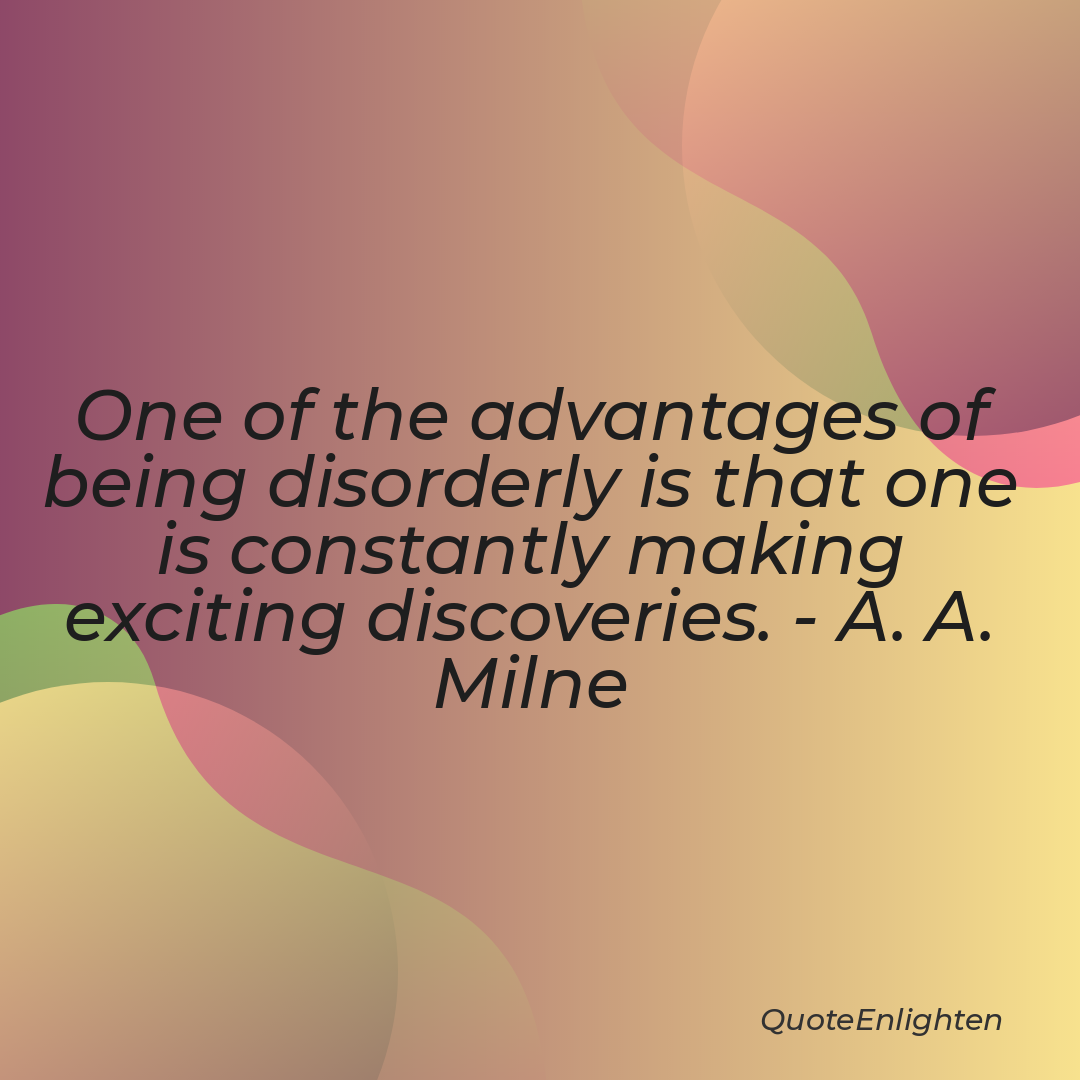 One of the advantages of
being disorderly is that one
is constantly making
exciting discoveries. - A. A.
Milne
QuoteEnlighten